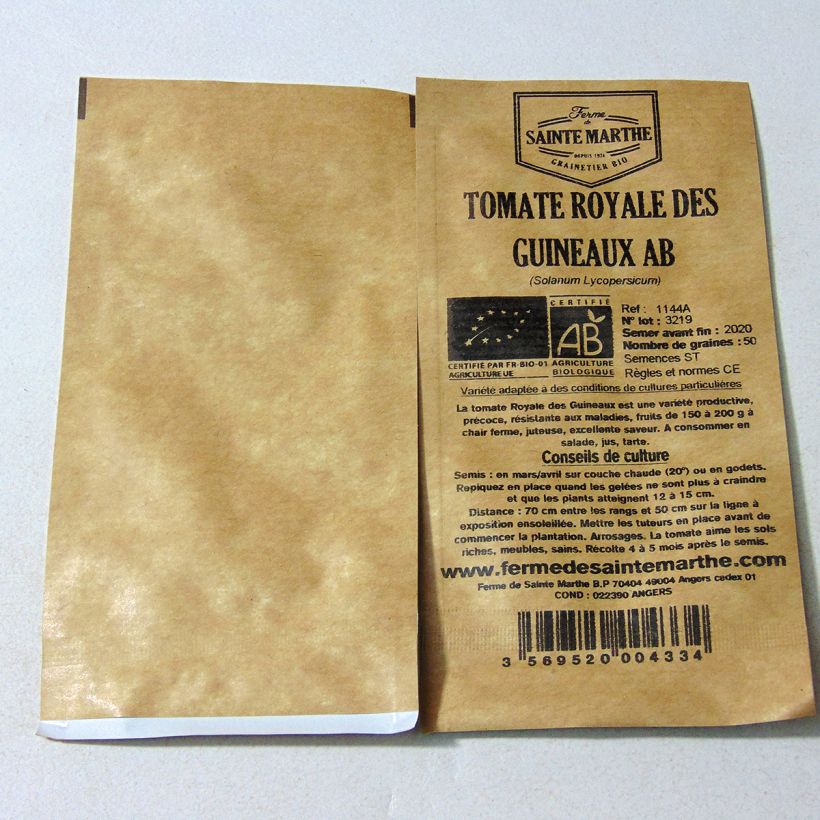 Ferme
de
SAINTE MARTHE
DEPUIS 1974
GRAINETIER BIO
TOMATE ROYALE DES
GUINEAUX AB
(Solanum Lycopersicum)
CERTIFIÉ
AB
CERTIFIÉ PAR FR-BIO-01
AGRICULTURE UE
AGRICULTURE
BIOLOGIQUE
Ref : 1144A
N° lot : 3219
Semer avant fin : 2020
Nombre de graines : 50
Semences ST
Règles et normes CE
Variété adaptée à des conditions de cultures particulières
La tomate Royale des Guineaux est une variété productive,
précoce, résistante aux maladies, fruits de 150 à 200 g à
chair ferme, juteuse, excellente saveur. A consommer en
salade, jus, tarte.
Conseils de culture
Semis : en mars/avril sur couche chaude (20°) ou en godets.
Repiquez en place quand les gelées ne sont plus à craindre
et que les plants atteignent 12 à 15 cm.
Distance : 70 cm entre les rangs et 50 cm sur la ligne à
exposition ensoleillée. Mettre les tuteurs en place avant de
commencer la plantation. Arrosages. La tomate aime les sols
riches, meubles, sains. Récolte 4 à 5 mois après le semis.
www.fermedesaintemarthe.com
Ferme de Sainte Marthe B.P 70404 49004 Angers cedex 01
COND : 022390 ANGERS
3 569520 004334